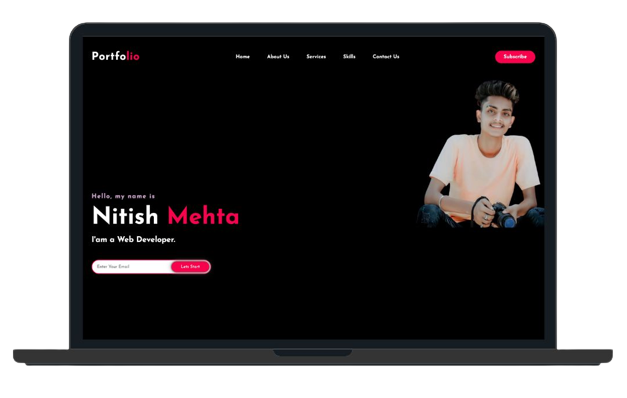 Portfolio
Home About Us Services Skills Contact Us
Subscribe
Hello, my name is
Nitish Mehta
I'am a Web Developer.
Enter Your Email
Lets Start